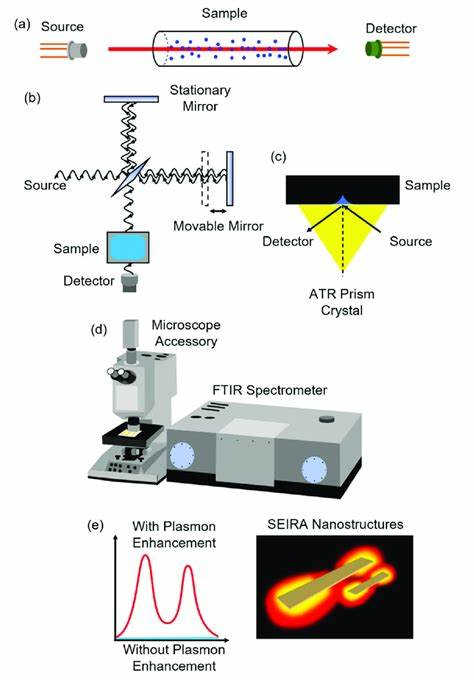 (a)
Source
Sample
Detector
(b)
Stationary
Mirror
Source
Movable Mirror
Sample
Detector
(c)
Sample
Detector
Source
ATR Prism
Crystal
(d)
Microscope
Accessory
FTIR Spectrometer
(e)
With Plasmon
Enhancement
Without Plasmon
Enhancement
SEIRA Nanostructures